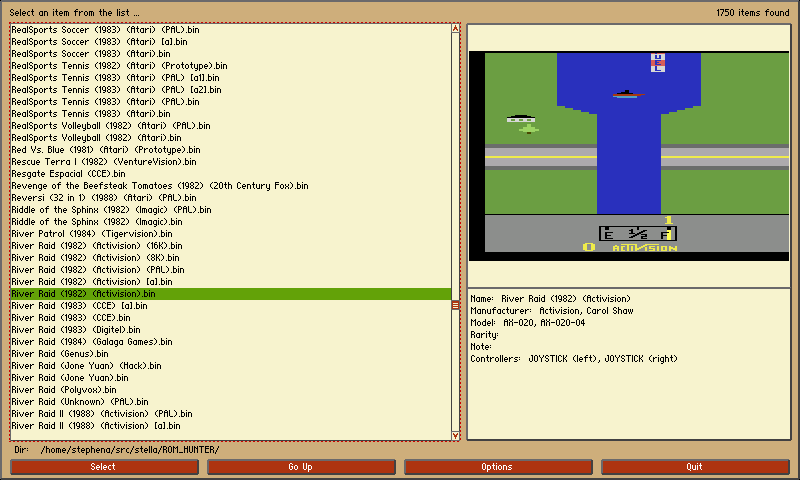 Select an item from the list ...
1750 items found
RealSports Soccer (1983) (Atari) (PAL).bin
RealSports Soccer (1983) (Atari) [a].bin
RealSports Soccer (1983) (Atari).bin
RealSports Tennis (1982) (Atari) (Prototype).bin
RealSports Tennis (1983) (Atari) (PAL) [a1].bin
RealSports Tennis (1983) (Atari) (PAL) [a2].bin
RealSports Tennis (1983) (Atari) (PAL).bin
RealSports Tennis (1983) (Atari).bin
RealSports Volleyball (1982) (Atari) (PAL).bin
RealSports Volleyball (1982) (Atari).bin
Red Vs. Blue (1981) (Atari) (Prototype).bin
Rescue Terra I (1982) (VentureVision).bin
Resgate Espacial (CCE).bin
Revenge of the Beefsteak Tomatoes (1982) (20th Century Fox).bin
Reversi (32 in 1) (1988) (Atari) (PAL).bin
Riddle of the Sphinx (1982) (Imagic) (PAL).bin
Riddle of the Sphinx (1982) (Imagic).bin
River Patrol (1984) (Tigervision).bin
River Raid (1982) (Activision) (16K).bin
River Raid (1982) (Activision) (8K).bin
River Raid (1982) (Activision) (PAL).bin
River Raid (1982) (Activision) [a].bin
River Raid (1982) (Activision).bin
River Raid (1983) (CCE) [a].bin
River Raid (1983) (CCE).bin
River Raid (1983) (Digitel).bin
River Raid (1984) (Galaga Games).bin
River Raid (Genus).bin
River Raid (Jone Yuan) (Hack).bin
River Raid (Jone Yuan).bin
River Raid (Polyvox).bin
River Raid (Unknown) (PAL).bin
River Raid II (1988) (Activision) (PAL).bin
River Raid II (1988) (Activision) [a].bin
1
E 1/2 F
0 ACTIVISION
Name: River Raid (1982) (Activision)
Manufacturer: Activision, Carol Shaw
Model: AX-020, AX-020-04
Rarity:
Note:
Controllers: JOYSTICK (left), JOYSTICK (right)
Dir: /home/stephena/src/stella/ROM_HUNTER/
Select
Go Up
Options
Quit